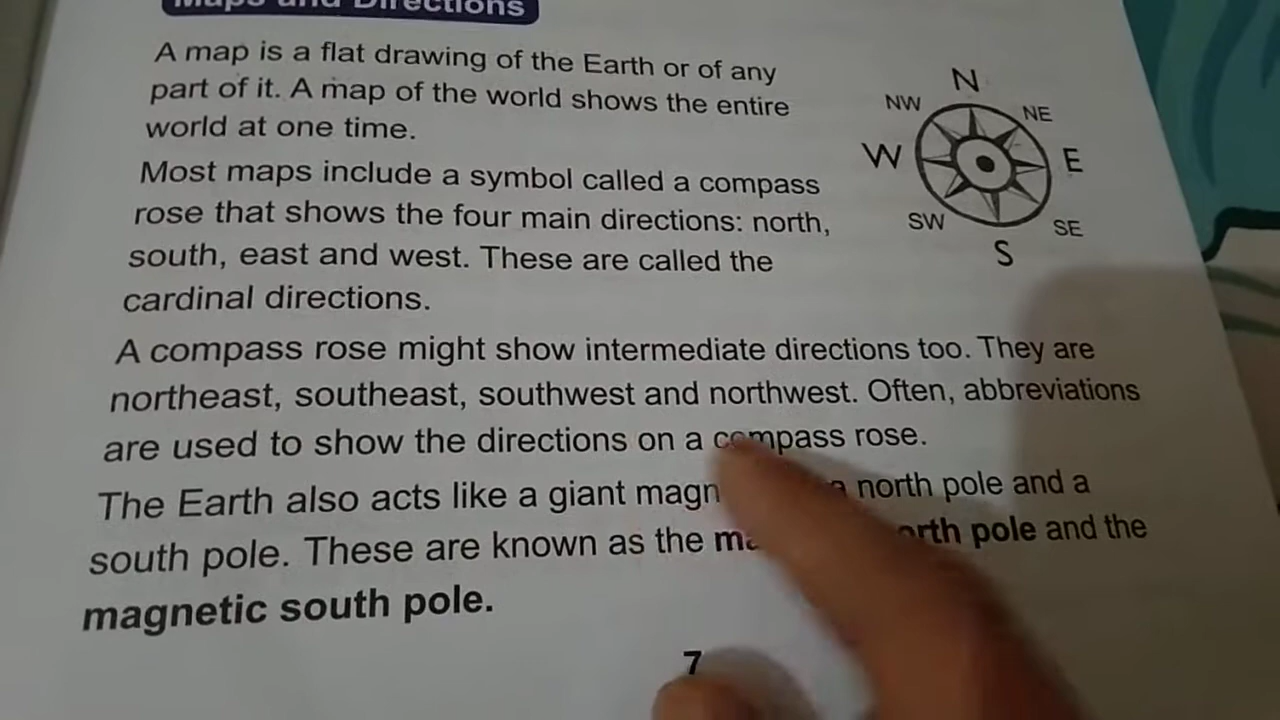 Maps and Directions
A map is a flat drawing of the Earth or of any
part of it. A map of the world shows the entire
world at one time.
Most maps include a symbol called a compass
rose that shows the four main directions: north,
south, east and west. These are called the
cardinal directions.
N
NW
NE
W
E
SW
SE
S
A compass rose might show intermediate directions too. They are
northeast, southeast, southwest and northwest. Often, abbreviations
are used to show the directions on a compass rose.
The Earth also acts like a giant north pole and a
south pole. These are known as the pole and the
magnetic south pole.
7